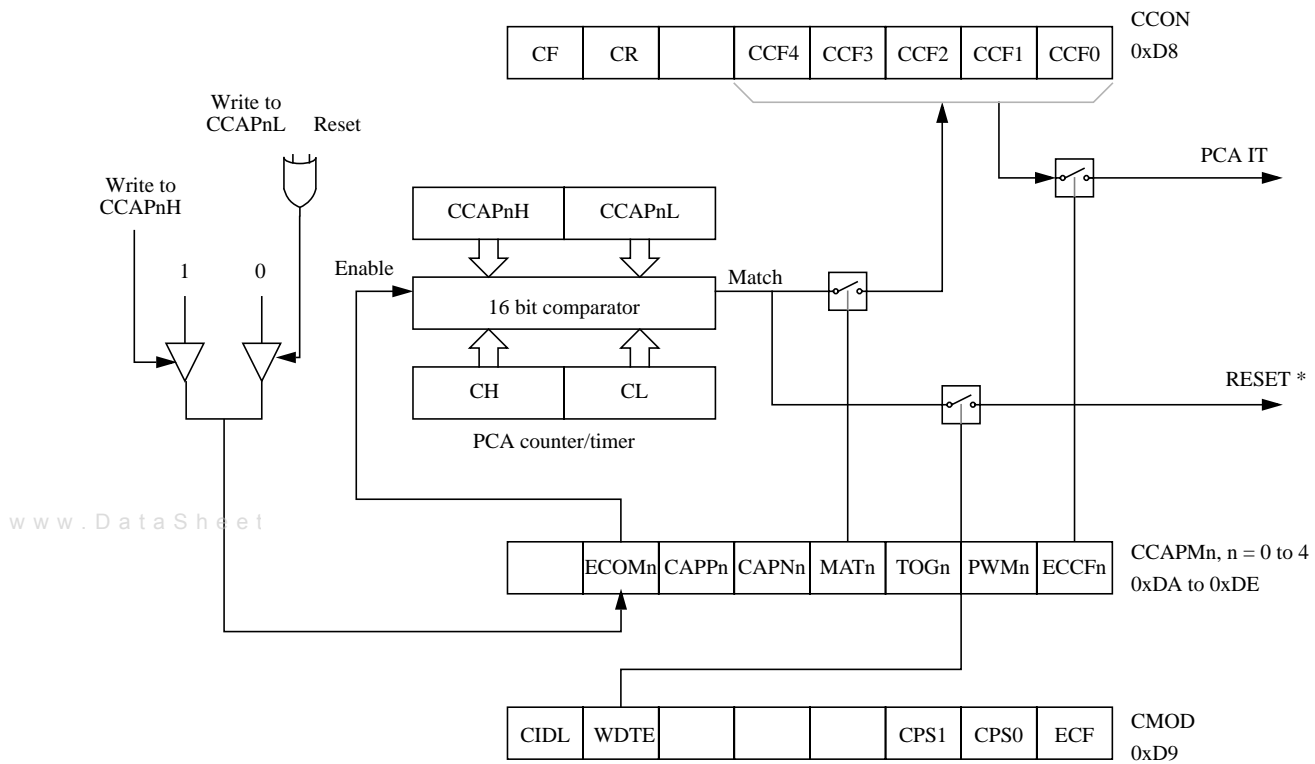 CCON
0xD8
CF CR CCF4 CCF3 CCF2 CCF1 CCF0
Write to
CCAPnL Reset
PCA IT
Write to
CCAPnH
CCAPnH CCAPnL
1 0
Enable
Match
16 bit comparator
CH CL
RESET *
PCA counter/timer
www.DataSheet
ECOMn CAPPn CAPNn MATn TOGn PWMn ECCFn
CCAPMn, n = 0 to 4
0xDA to 0xDE
CIDL WDTE CPS1 CPS0 ECF
CMOD
0xD9